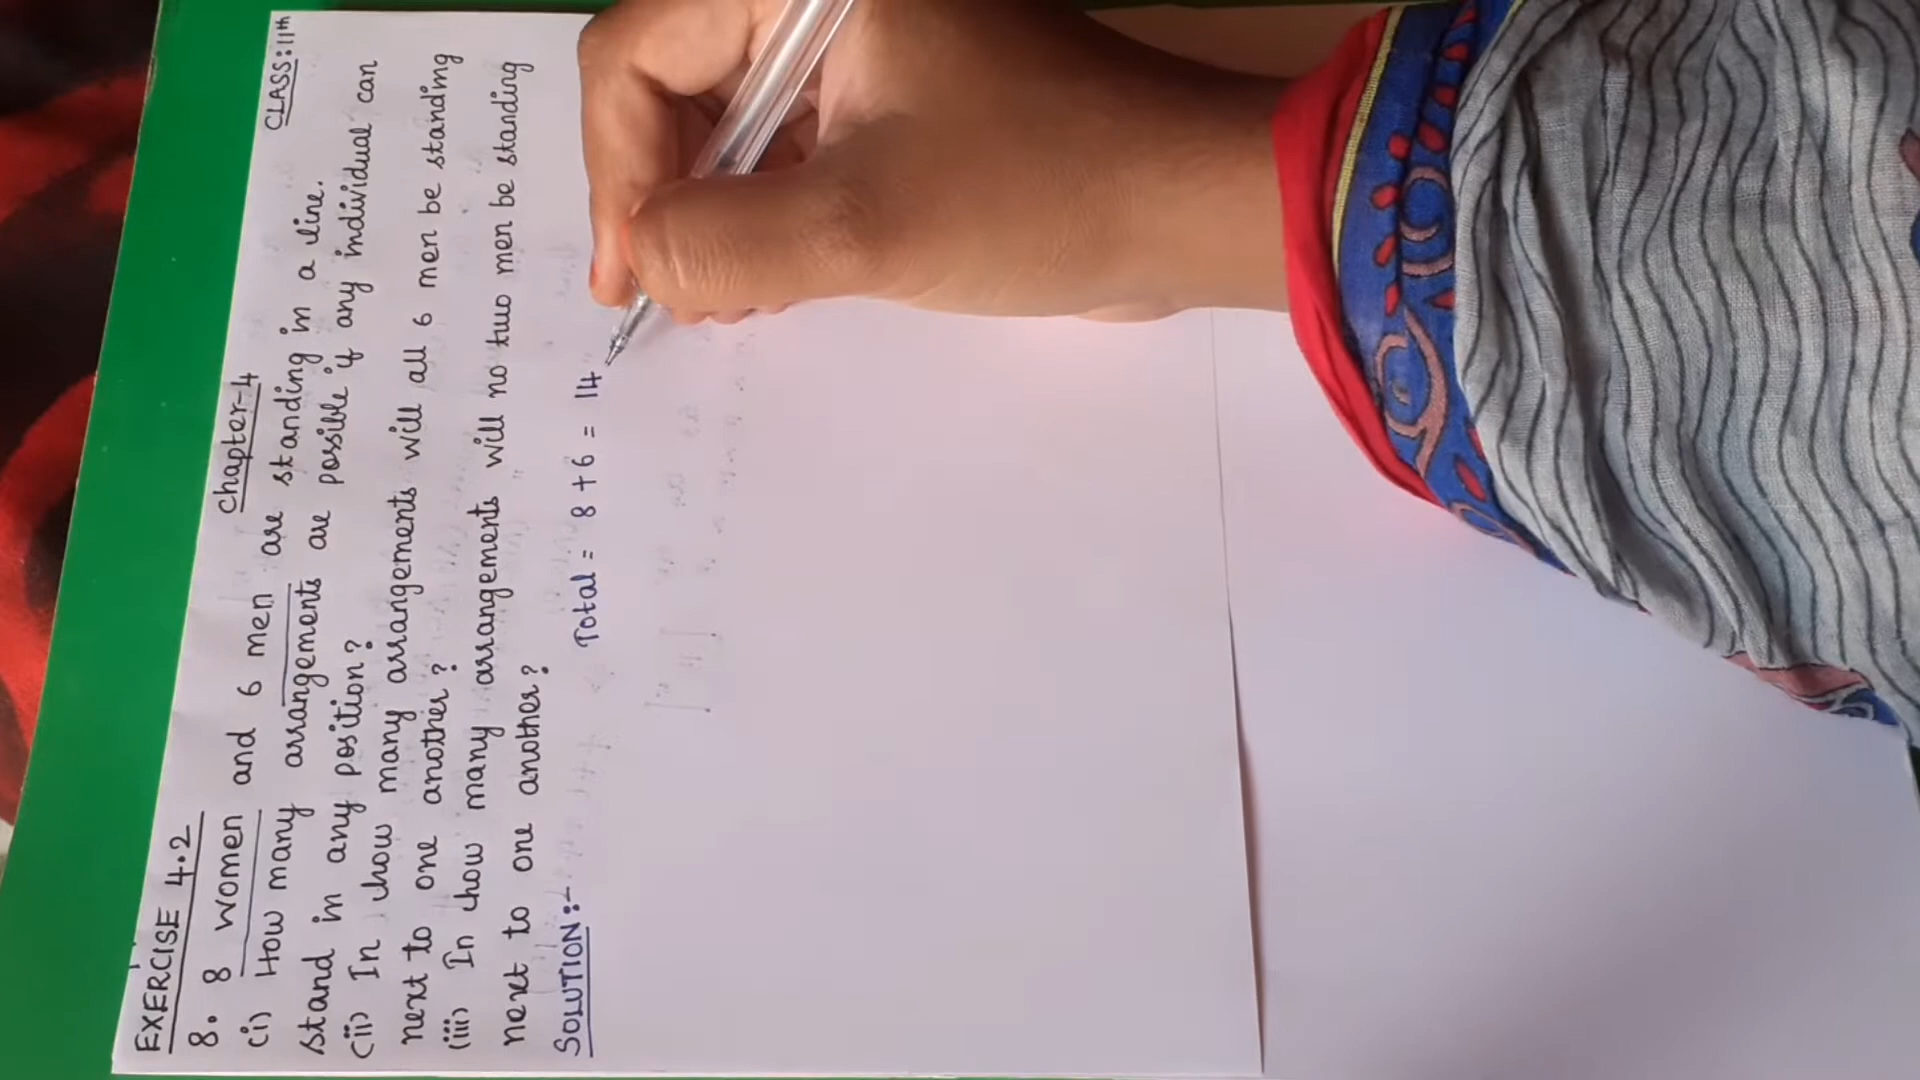 CLASS:11th
Chapter-4
EXERCISE 4.2
8. 8 women and 6 men are standing in a line.
(i) How many arrangements are possible if any individual can
stand in any position?
(ii) In how many arrangements will all 6 men be standing
next to one another?
(iii) In how many arrangements will no two men be standing
next to one another?
SOLUTION:-
Total = 8 + 6 = 14